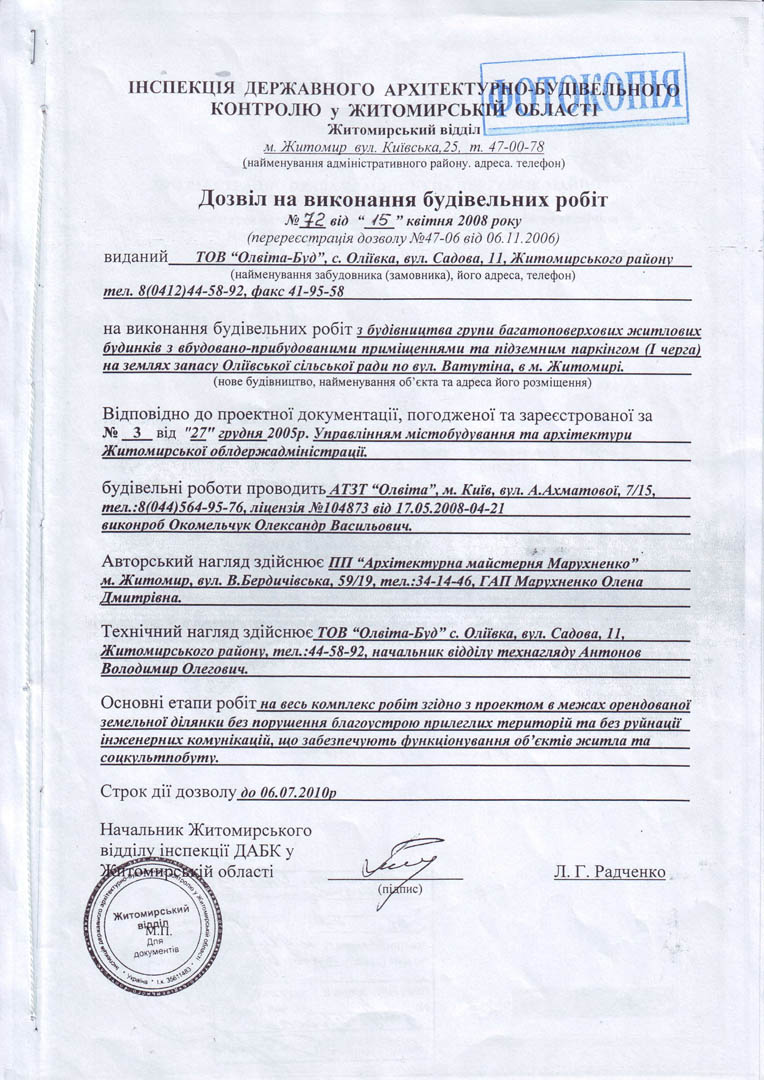 ФОТОКОПІЯ
ІНСПЕКЦІЯ ДЕРЖАВНОГО АРХІТЕКТУРНО-БУДІВЕЛЬНОГО
КОНТРОЛЮ у ЖИТОМИРСЬКІЙ ОБЛАСТІ
Житомирський відділ
м. Житомир вул. Київська,25, т. 47-00-78
(найменування адміністративного району. адреса. телефон)
Дозвіл на виконання будівельних робіт
№ 72 від “ 15 ” квітня 2008 року
(перереєстрація дозволу №47-06 від 06.11.2006)
виданий ТОВ “Олвіта-Буд”, с. Оліївка, вул. Садова, 11, Житомирського району
(найменування забудовника (замовника), його адреса, телефон)
тел. 8(0412)44-58-92, факс 41-95-58
на виконання будівельних робіт з будівництва групи багатоповерхових житлових
будинків з вбудовано-прибудованими приміщеннями та підземним паркінгом (І черга)
на землях запасу Оліївської сільської ради по вул. Ватутіна, в м. Житомирі.
(нове будівництво, найменування об’єкта та адреса його розміщення)
Відповідно до проектної документації, погодженої та зареєстрованої за
№ 3 від "27" грудня 2005р. Управлінням містобудування та архітектури
Житомирської облдержадміністрації.
будівельні роботи проводить АТЗТ “Олвіта”, м. Київ, вул. А.Ахматової, 7/15,
тел.:8(044)564-95-76, ліцензія №104873 від 17.05.2008-04-21
виконроб Окомельчук Олександр Васильович.
Авторський нагляд здійснює ПП “Архітектурна майстерня Марухненко”
м. Житомир, вул. В.Бердичівська, 59/19, тел.:34-14-46, ГАП Марухненко Олена
Дмитрівна.
Технічний нагляд здійснює ТОВ “Олвіта-Буд” с. Оліївка, вул. Садова, 11,
Житомирського району, тел.:44-58-92, начальник відділу технагляду Антонов
Володимир Олегович.
Основні етапи робіт на весь комплекс робіт згідно з проектом в межах орендованої
земельної ділянки без порушення благоустрою прилеглих територій та без руйнації
інженерних комунікацій, що забезпечують функціонування об’єктів житла та
соцкультпобуту.
Строк дії дозволу до 06.07.2010р
Начальник Житомирського
відділу інспекції ДАБК у
Житомирській області
(підпис)
Л. Г. Радченко
Житомирський
відділ
М.П.
Для
документів
Інспекція державного архітектурно-будівельного контролю у Житомирській області
* Україна * і.к. 35611483 *